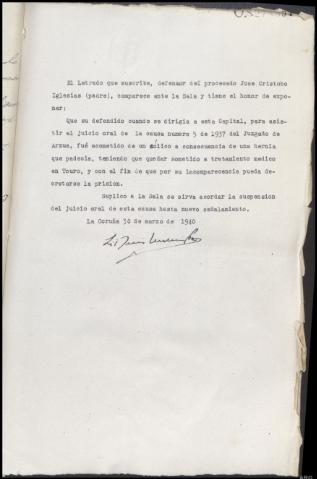 El Letrado que suscribe, defensor del procesado Jose Cristobo
Iglesias (padre), comparece ante la Sala y tiene el honor de expo-
ner:
Que su defendido cuando se dirigia a esta Capital, para asis-
tir al juicio oral de la causa numero 5 de 1937 del Juzgado de
Arzua, fué acometido de un cólico a consecuencia de una hernia
que padecia, teniendo que quedar sometido a tratamiento medico
en Touro, y con el fin de que por su incomparecencia pueda de-
cretarse la prision.
Suplico a la Sala se sirva acordar la suspension
del juicio oral de esta causa hasta nuevo señalamiento.
La Coruña 30 de marzo de 1940